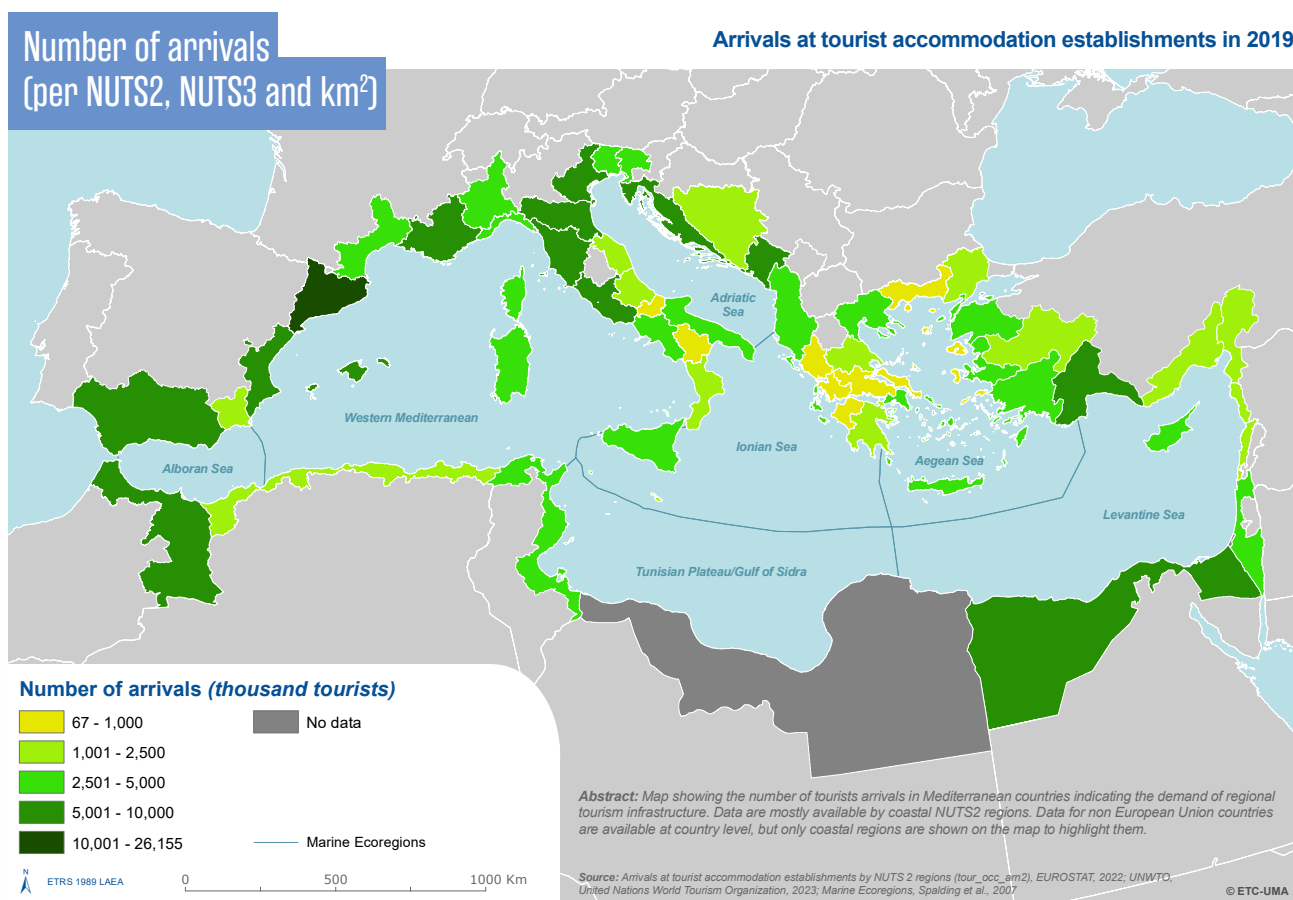 Number of arrivals
(per NUTS2, NUTS3 and km²)
Arrivals at tourist accommodation establishments in 2019
Adriatic
Sea
Western Mediterranean
Ionian Sea
Alboran Sea
Aegean Sea
Levantine Sea
Tunisian Plateau/Gulf of Sidra
Number of arrivals (thousand tourists)
67 - 1,000
No data
1,001 - 2,500
2,501 - 5,000
5,001 - 10,000
10,001 - 26,155
Marine Ecoregions
N
ETRS 1989 LAEA
0 500 1000 Km
Abstract: Map showing the number of tourists arrivals in Mediterranean countries indicating the demand of regional
tourism infrastructure. Data are mostly available by coastal NUTS2 regions. Data for non European Union countries
are available at country level, but only coastal regions are shown on the map to highlight them.
Source: Arrivals at tourist accommodation establishments by NUTS 2 regions (tour_occ_arn2), EUROSTAT, 2022; UNWTO,
United Nations World Tourism Organization, 2023; Marine Ecoregions, Spalding et al., 2007
© ETC-UMA